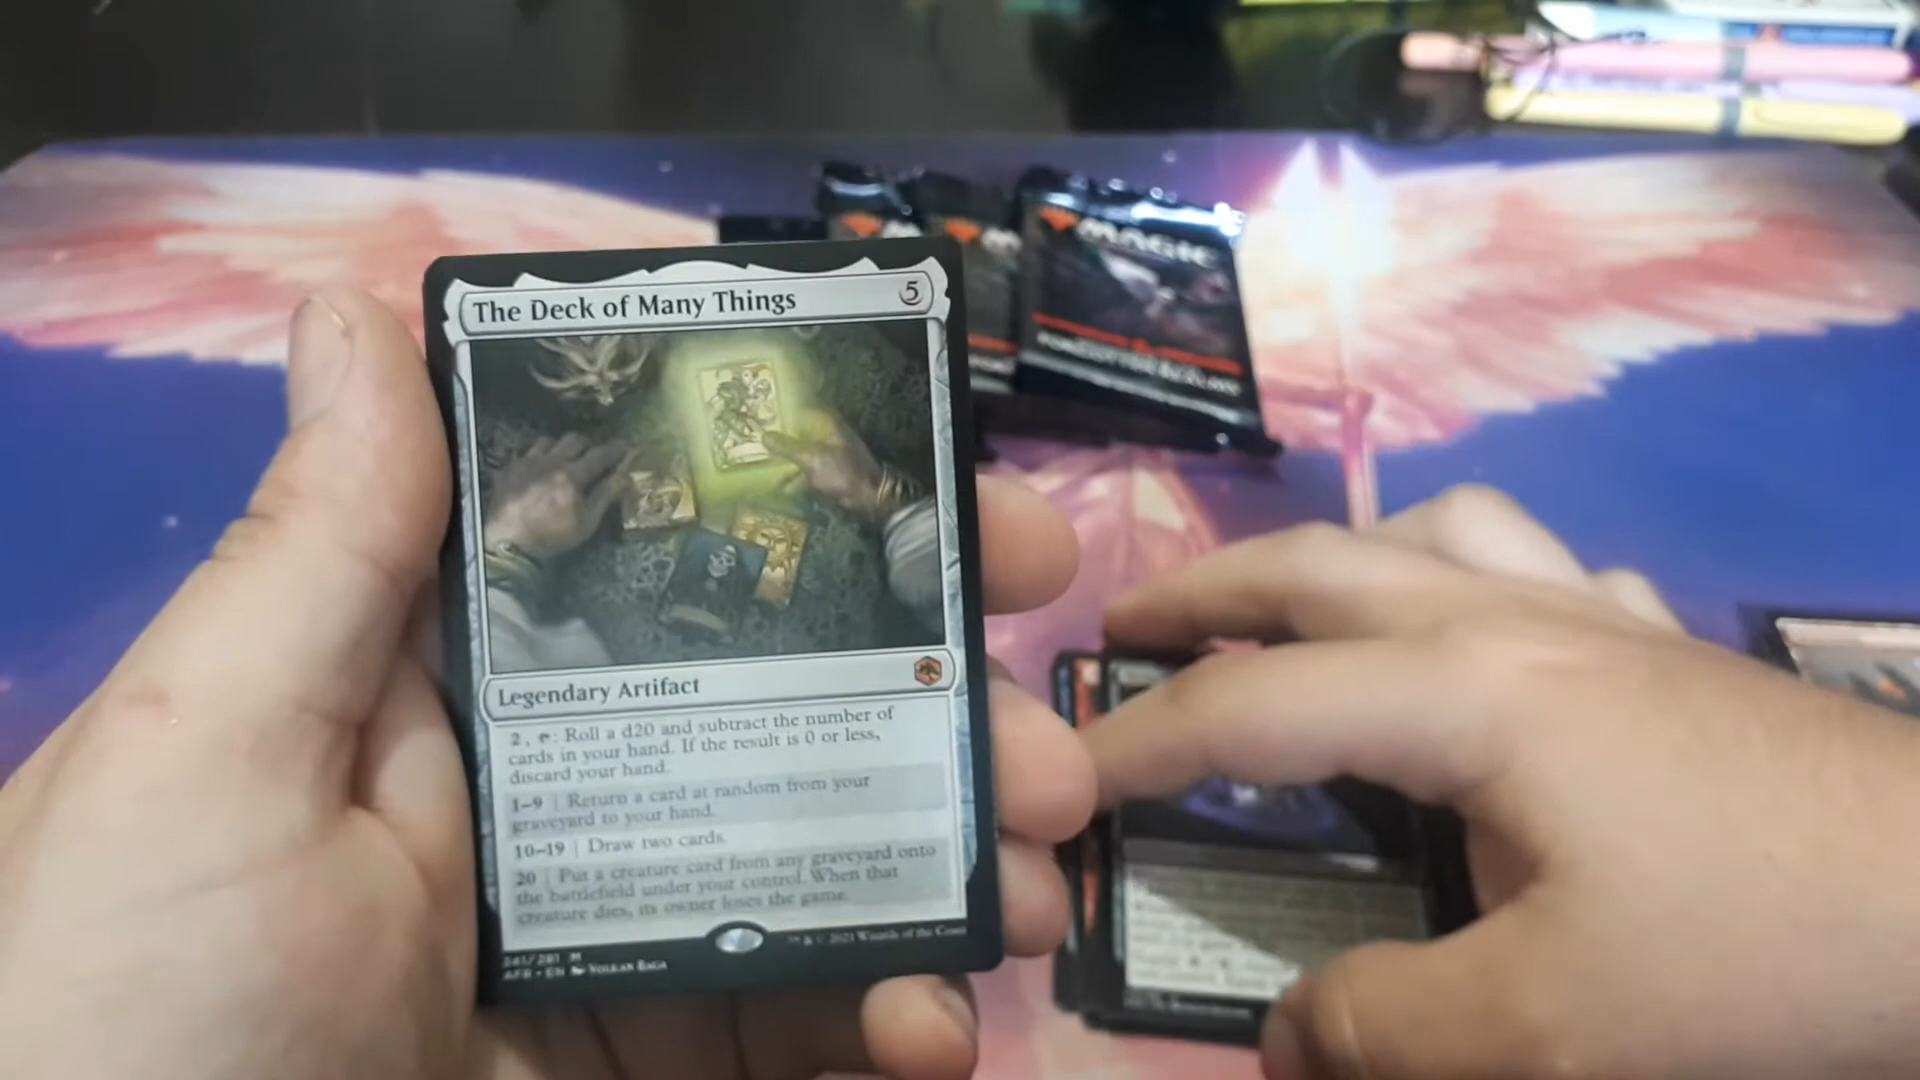 MAGIC
FORGOTTEN REALMS
The Deck of Many Things 5
Legendary Artifact
2, T: Roll a d20 and subtract the number of
cards in your hand. If the result is 0 or less,
discard your hand.
1–9 | Return a card at random from your
graveyard to your hand.
10–19 | Draw two cards.
20 | Put a creature card from any graveyard onto
the battlefield under your control. When that
creature dies, its owner loses the game.
241/281 M
AFR • EN Volkan Baga
™ & © 2021 Wizards of the Coast